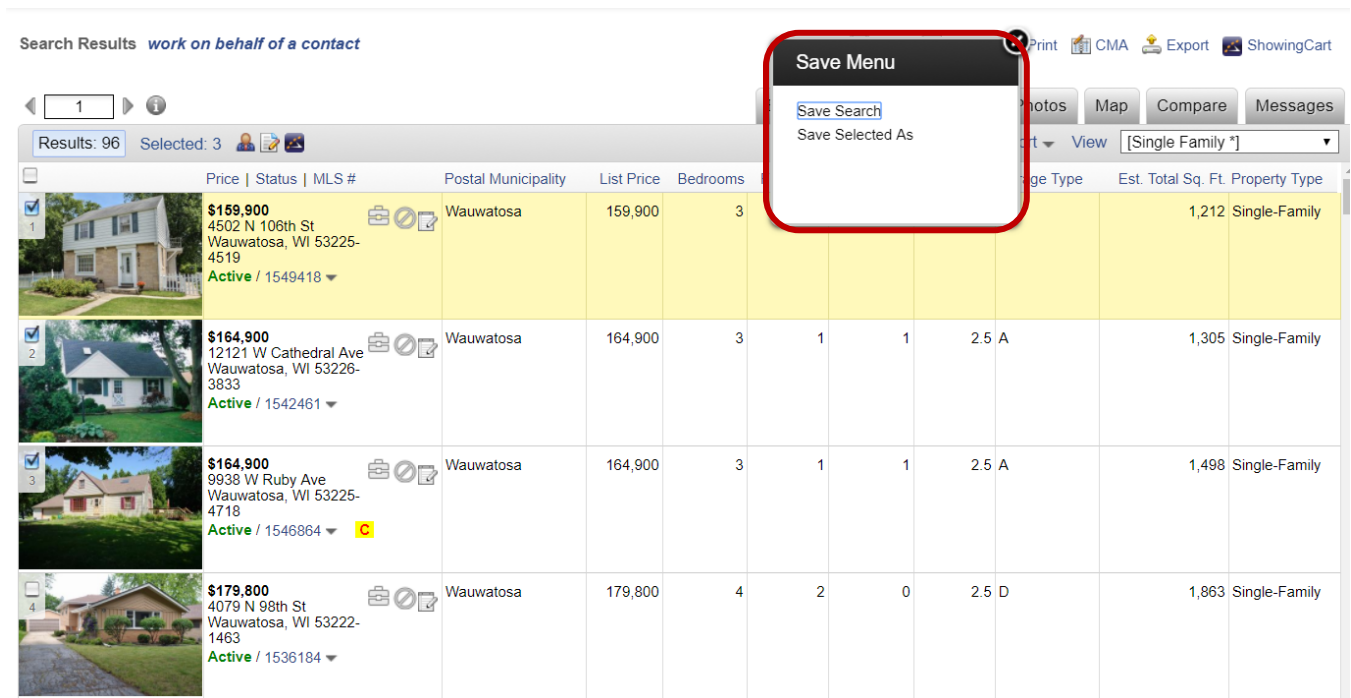 Search Results work on behalf of a contact
Print CMA Export ShowingCart
Save Menu
Save Search
Save Selected As
1
Map Compare Messages
Results: 96 Selected: 3
View [Single Family *]
Price | Status | MLS # Postal Municipality List Price Bedrooms Type Est. Total Sq. Ft. Property Type
1
$159,900
4502 N 106th St
Wauwatosa, WI 53225-
4519
Active / 1549418
Wauwatosa 159,900 3 1,212 Single-Family
2
$164,900
12121 W Cathedral Ave
Wauwatosa, WI 53226-
3833
Active / 1542461
Wauwatosa 164,900 3 1 1 2.5 A 1,305 Single-Family
3
$164,900
9938 W Ruby Ave
Wauwatosa, WI 53225-
4718
Active / 1546864 C
Wauwatosa 164,900 3 1 1 2.5 A 1,498 Single-Family
4
$179,800
4079 N 98th St
Wauwatosa, WI 53222-
1463
Active / 1536184
Wauwatosa 179,800 4 2 0 2.5 D 1,863 Single-Family